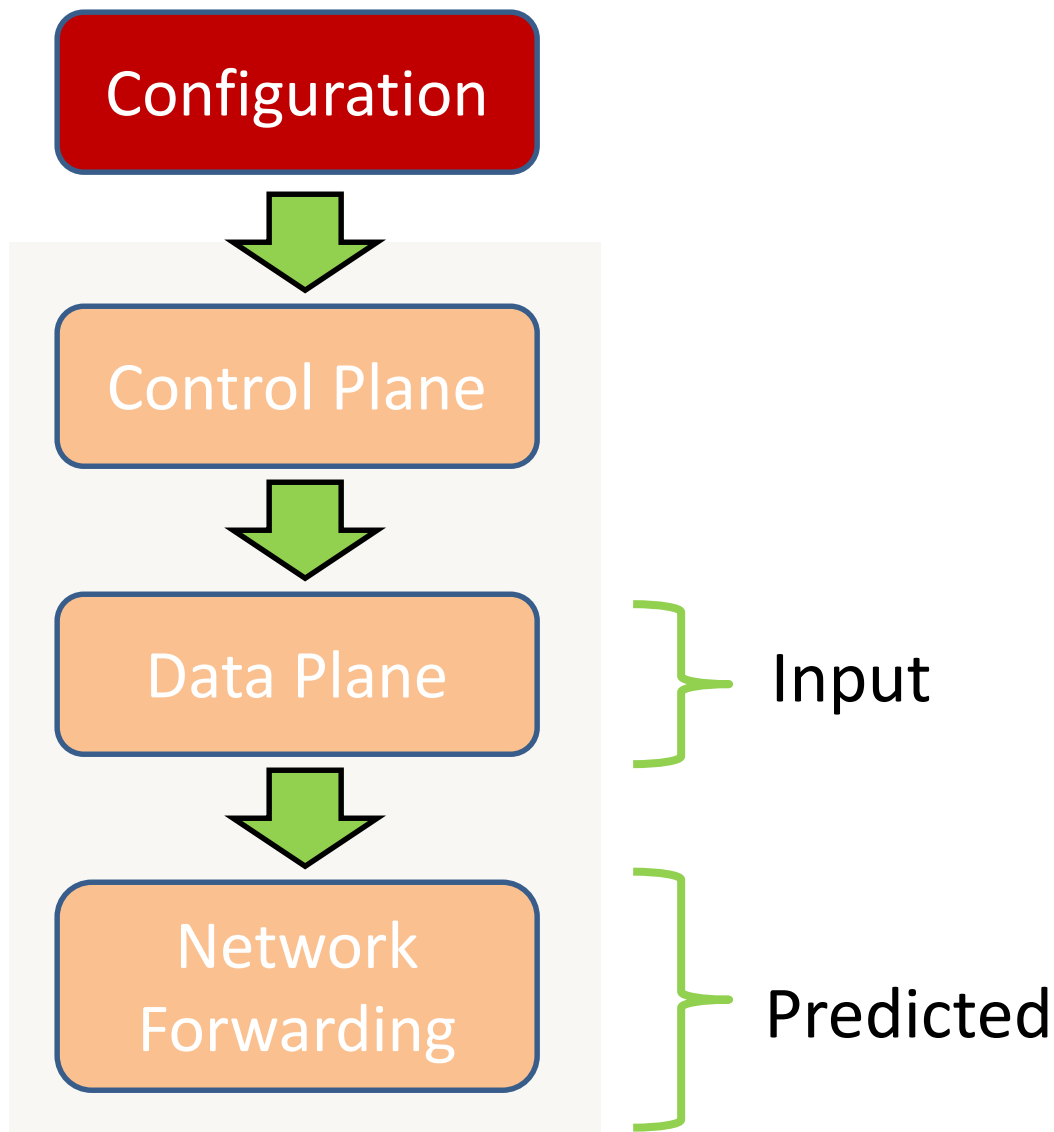 Configuration
Control Plane
Data Plane
Input
Network
Forwarding
Predicted